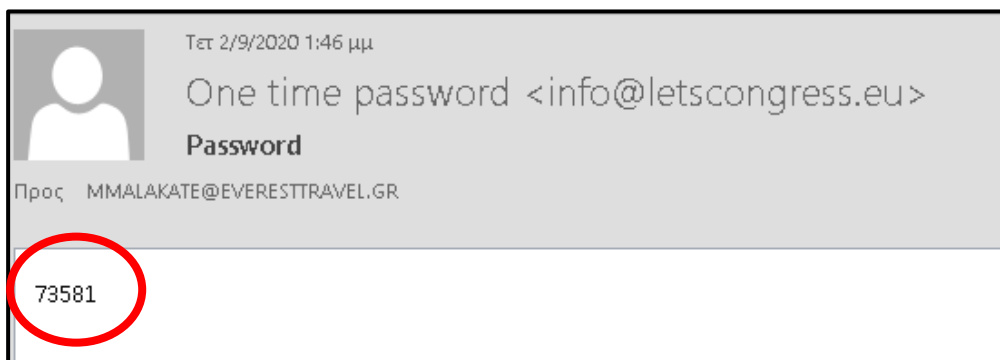 Τετ 2/9/2020 1:46 μμ
One time password <info@letscongress.eu>
Password
Προς MMALAKATE@EVERESTTRAVEL.GR
73581